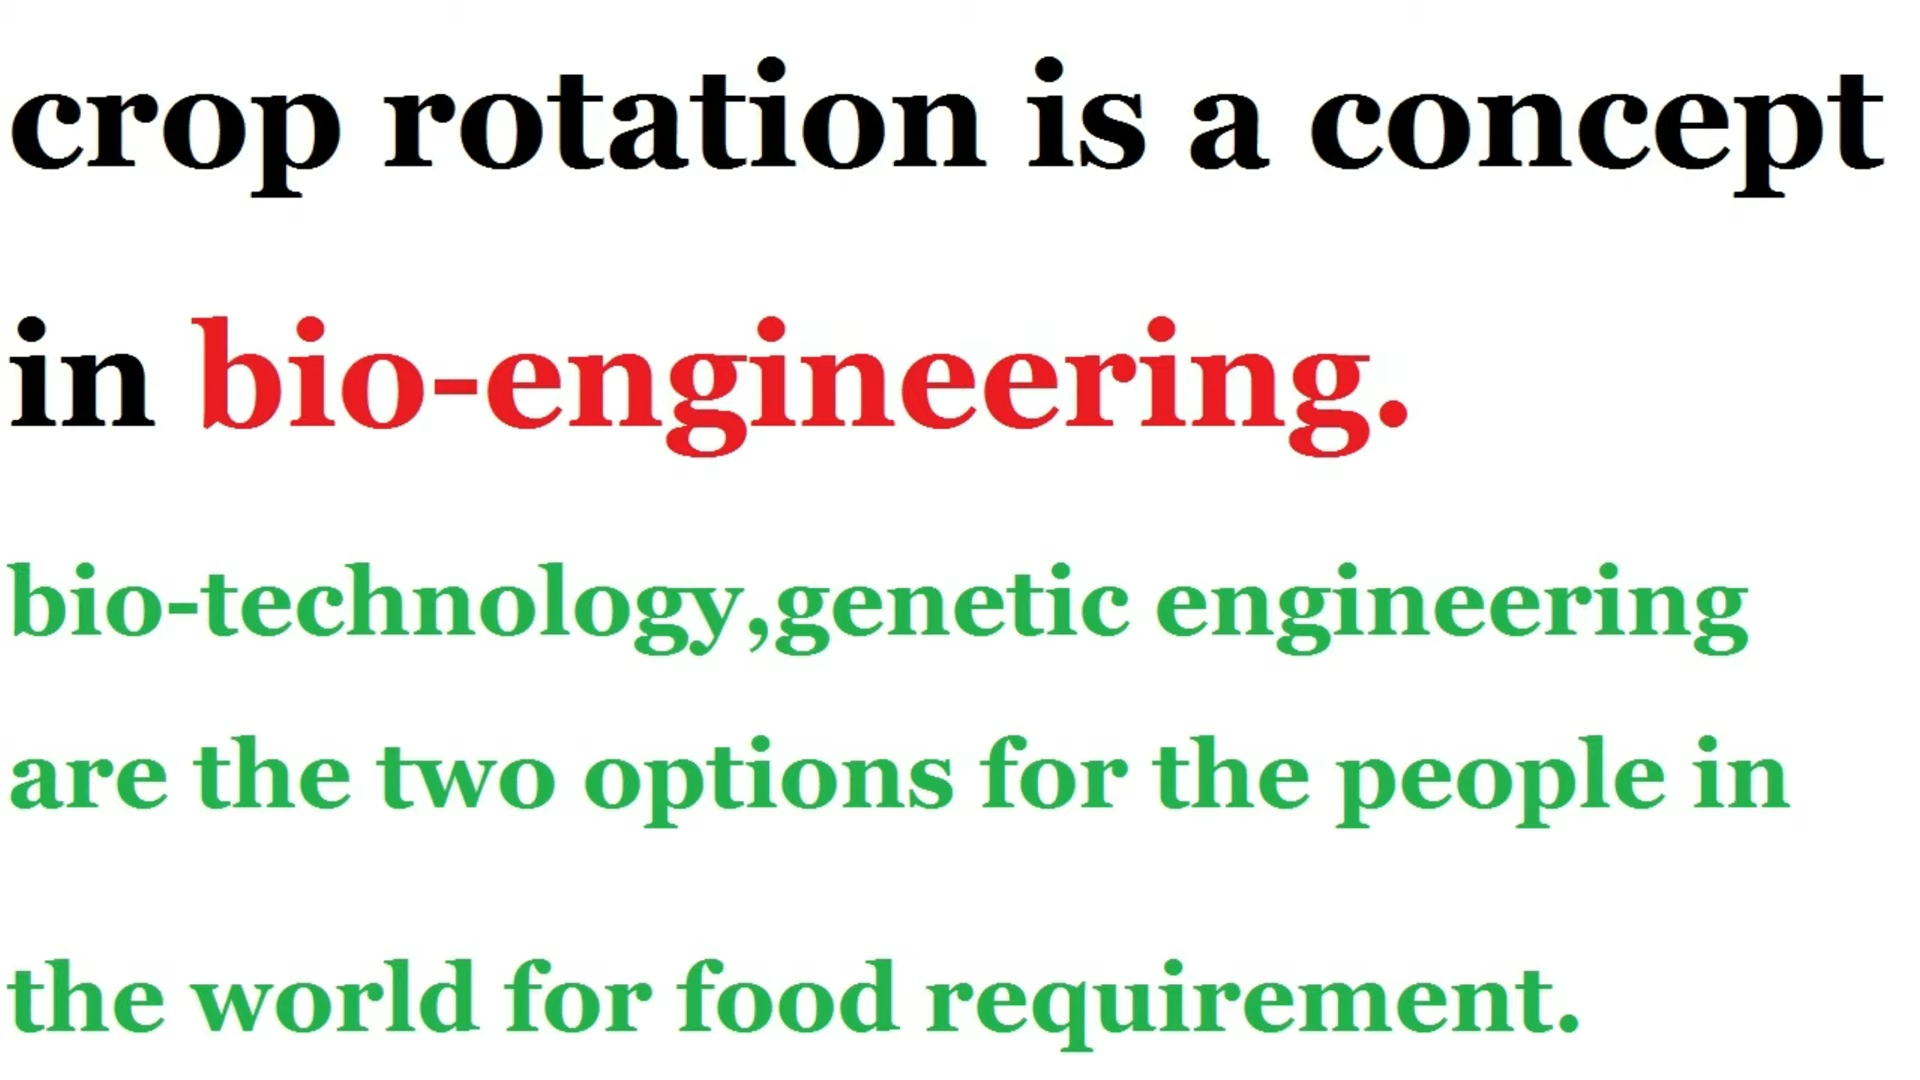 crop rotation is a concept
in bio-engineering.
bio-technology,genetic engineering
are the two options for the people in
the world for food requirement.